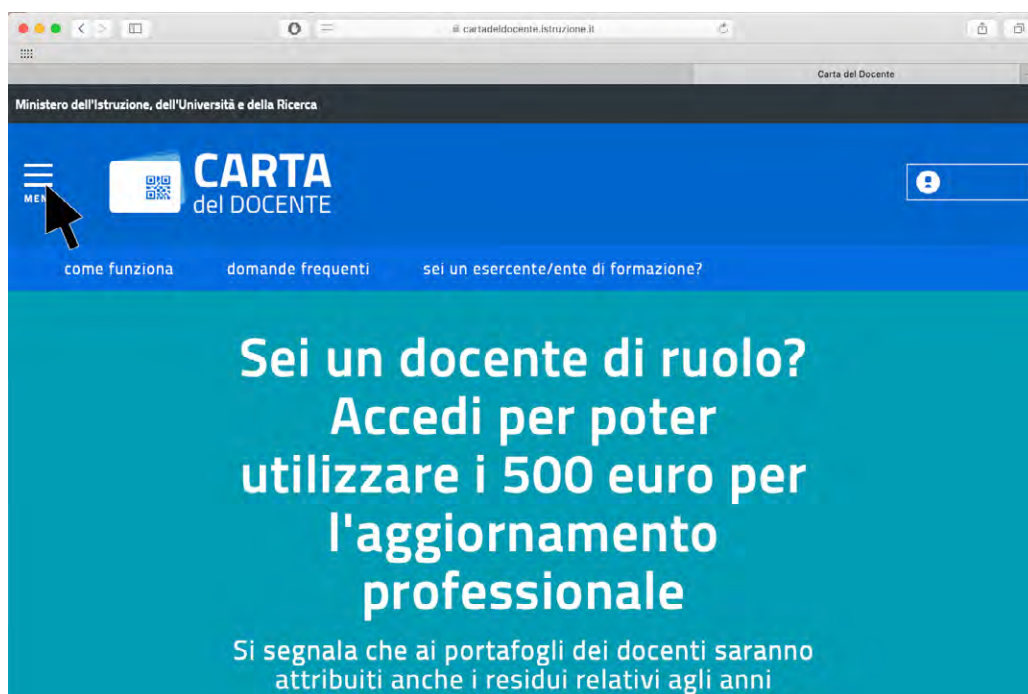 cartadeldocente.istruzione.it
Carta del Docente
Ministero dell'Istruzione, dell'Università e della Ricerca
CARTA
del DOCENTE
come funziona domande frequenti sei un esercente/ente di formazione?
Sei un docente di ruolo?
Accedi per poter
utilizzare i 500 euro per
l'aggiornamento
professionale
Si segnala che ai portafogli dei docenti saranno
attribuiti anche i residui relativi agli anni